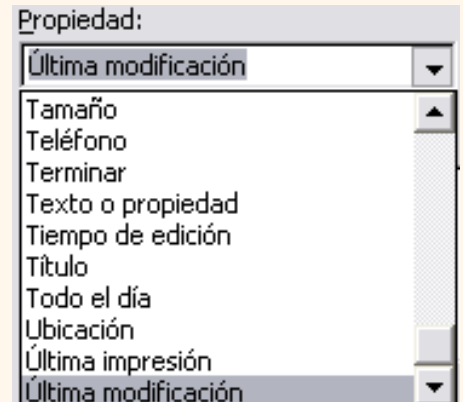 Propiedad:
Última modificación
Tamaño
Teléfono
Terminar
Texto o propiedad
Tiempo de edición
Título
Todo el día
Ubicación
Última impresión
Última modificación